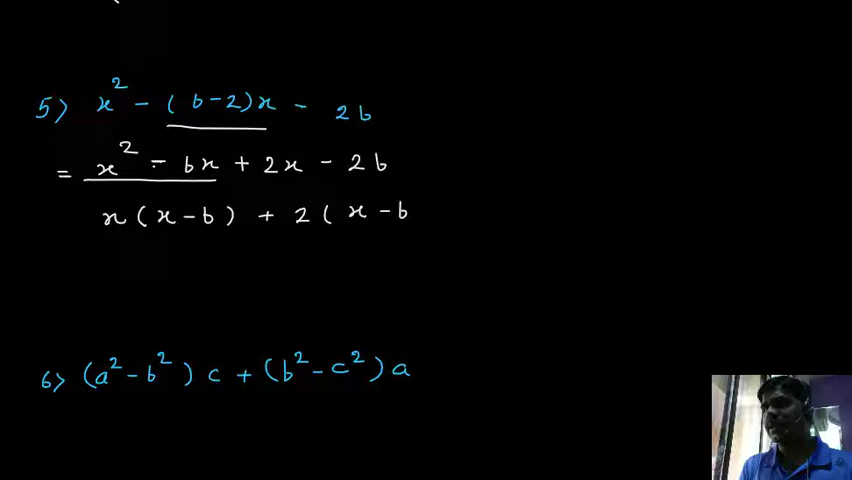 5) x² - (b-2)x - 2b
= x² - bx + 2x - 2b
x(x-b) + 2(x-b
6) (a²-b²)c + (b²-c²)a